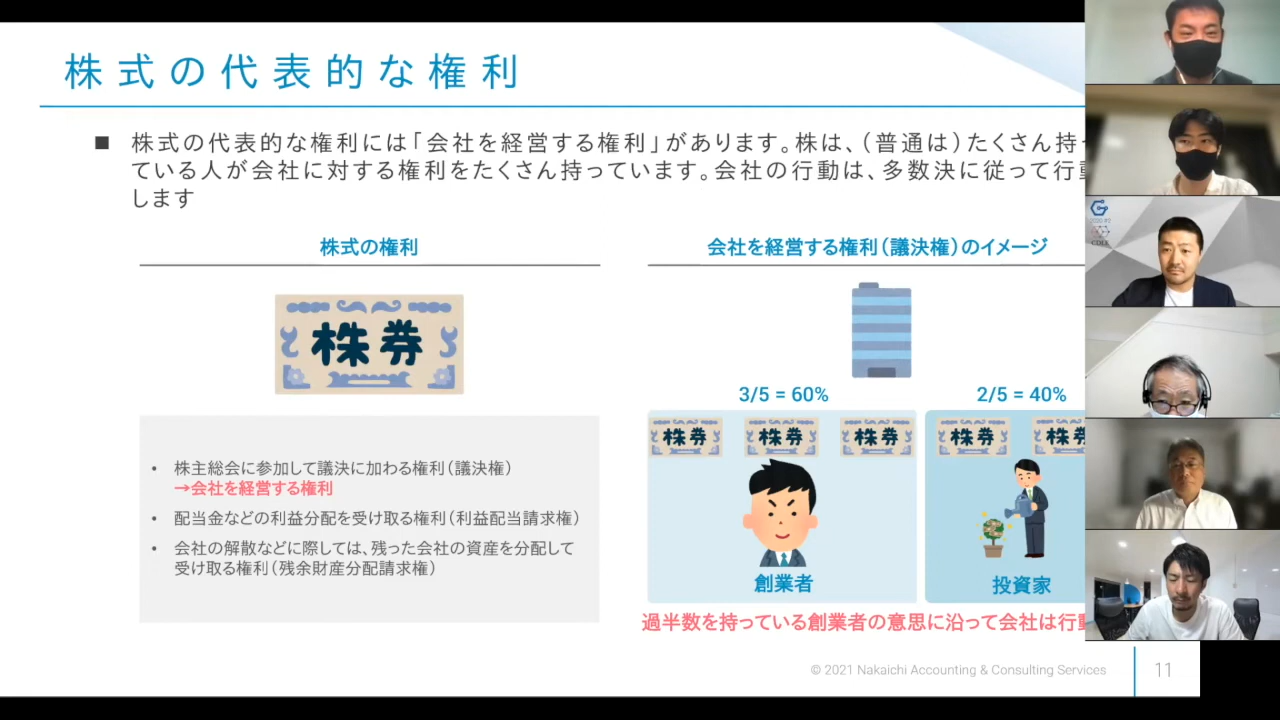 株式の代表的な権利
■ 株式の代表的な権利には「会社を経営する権利」があります。株は、（普通は）たくさん持っ
ている人が会社に対する権利をたくさん持っています。会社の行動は、多数決に従って行動
します
株式の権利
株券
• 株主総会に参加して議決に加わる権利（議決権）
→会社を経営する権利
• 配当金などの利益分配を受け取る権利（利益配当請求権）
• 会社の解散などに際しては、残った会社の資産を分配して
受け取る権利（残余財産分配請求権）
会社を経営する権利（議決権）のイメージ
3/5 = 60%
2/5 = 40%
株券 株券 株券
株券 株
創業者
投資家
過半数を持っている創業者の意思に沿って会社は行
© 2021 Nakaichi Accounting & Consulting Services
11